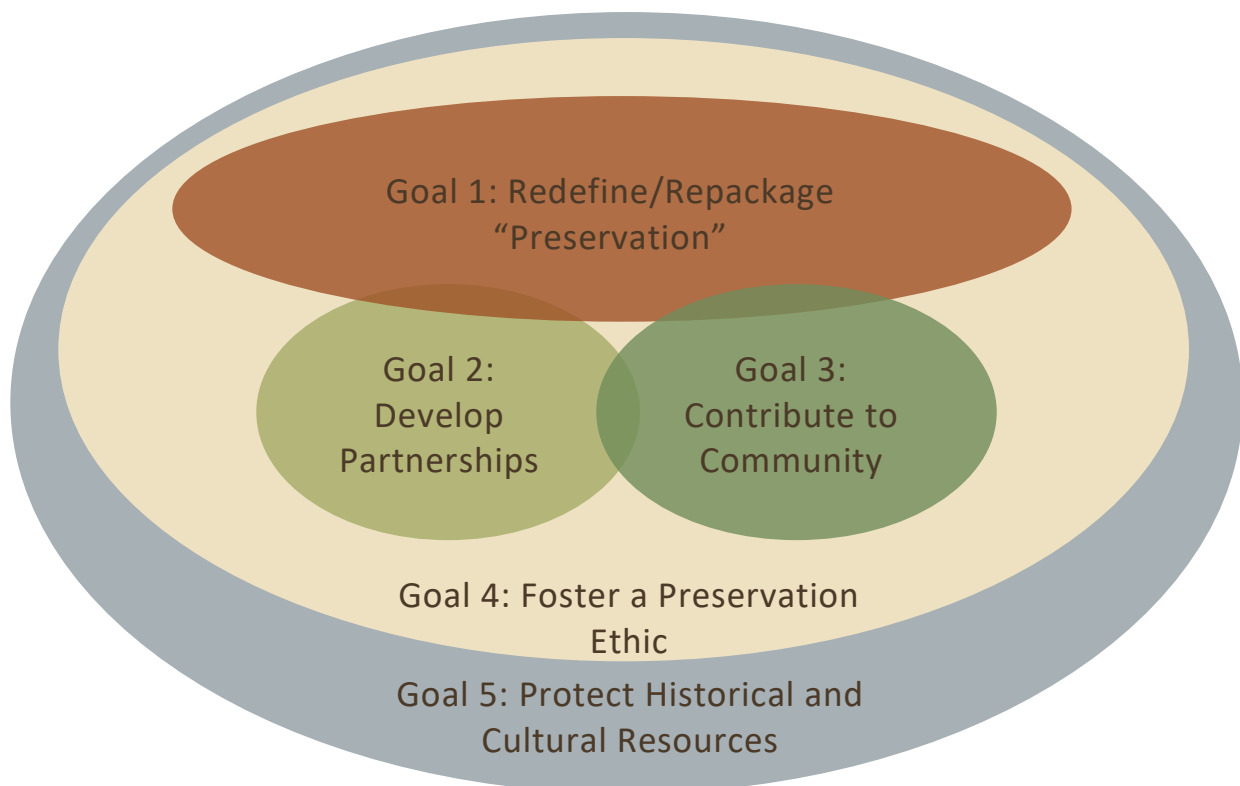 Goal 1: Redefine/Repackage
“Preservation”
Goal 2:
Develop
Partnerships
Goal 3:
Contribute to
Community
Goal 4: Foster a Preservation
Ethic
Goal 5: Protect Historical and
Cultural Resources